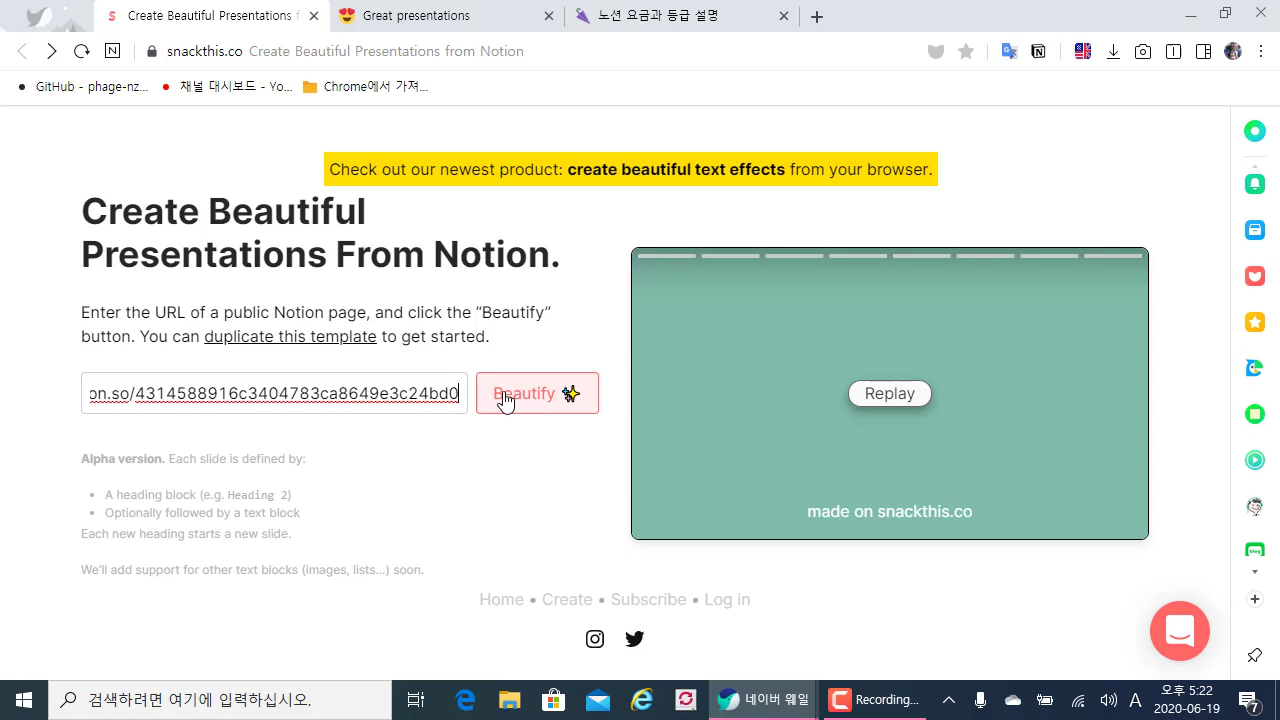 Create Beautiful Presentations f
Great presentations
노션 요금과 등급 설명
snackthis.co Create Beautiful Presentations from Notion
GitHub - phage-nz...
채널 대시보드 - Yo...
Chrome에서 가져...
Check out our newest product: create beautiful text effects from your browser.
Create Beautiful
Presentations From Notion.
Enter the URL of a public Notion page, and click the “Beautify”
button. You can duplicate this template to get started.
on.so/4314588916c3404783ca8649e3c24bd0
Beautify
Replay
made on snackthis.co
Alpha version. Each slide is defined by:
• A heading block (e.g. Heading 2)
• Optionally followed by a text block
Each new heading starts a new slide.
We'll add support for other text blocks (images, lists...) soon.
Home • Create • Subscribe • Log in
blog
검색하려면 여기에 입력하십시오.
네이버 웨일
Recording...
A
오후 5:22
2020-06-19
7